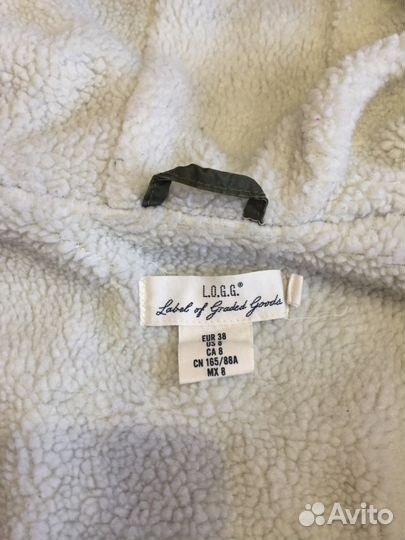 L.O.G.G.®
Label of Graded Goods
EUR 38
US 8
CA 8
CN 165/88A
MX 8
Avito